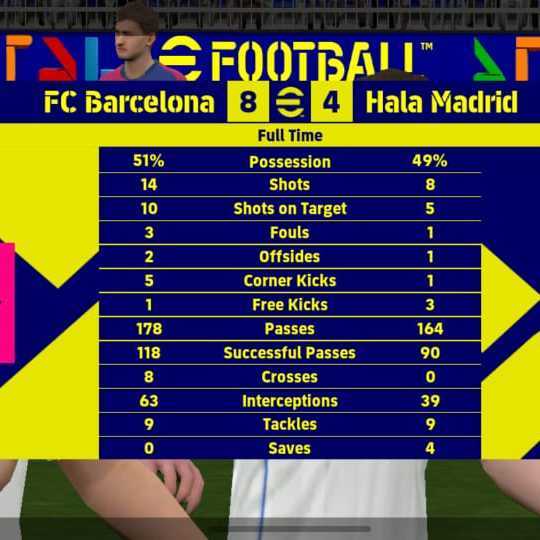 FOOTBALL™
FC Barcelona 8 4 Hala Madrid
Full Time
51% Possession 49%
14 Shots 8
10 Shots on Target 5
3 Fouls 1
2 Offsides 1
5 Corner Kicks 1
1 Free Kicks 3
178 Passes 164
118 Successful Passes 90
8 Crosses 0
63 Interceptions 39
9 Tackles 9
0 Saves 4